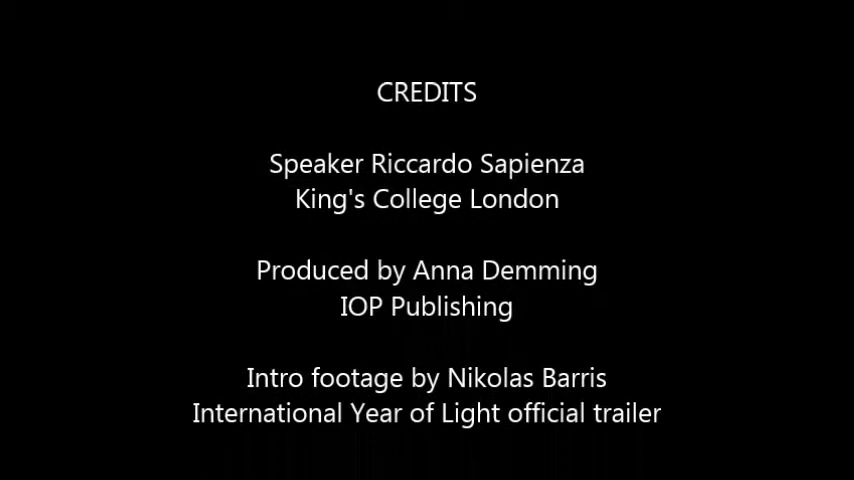 CREDITS
Speaker Riccardo Sapienza
King's College London
Produced by Anna Demming
IOP Publishing
Intro footage by Nikolas Barris
International Year of Light official trailer